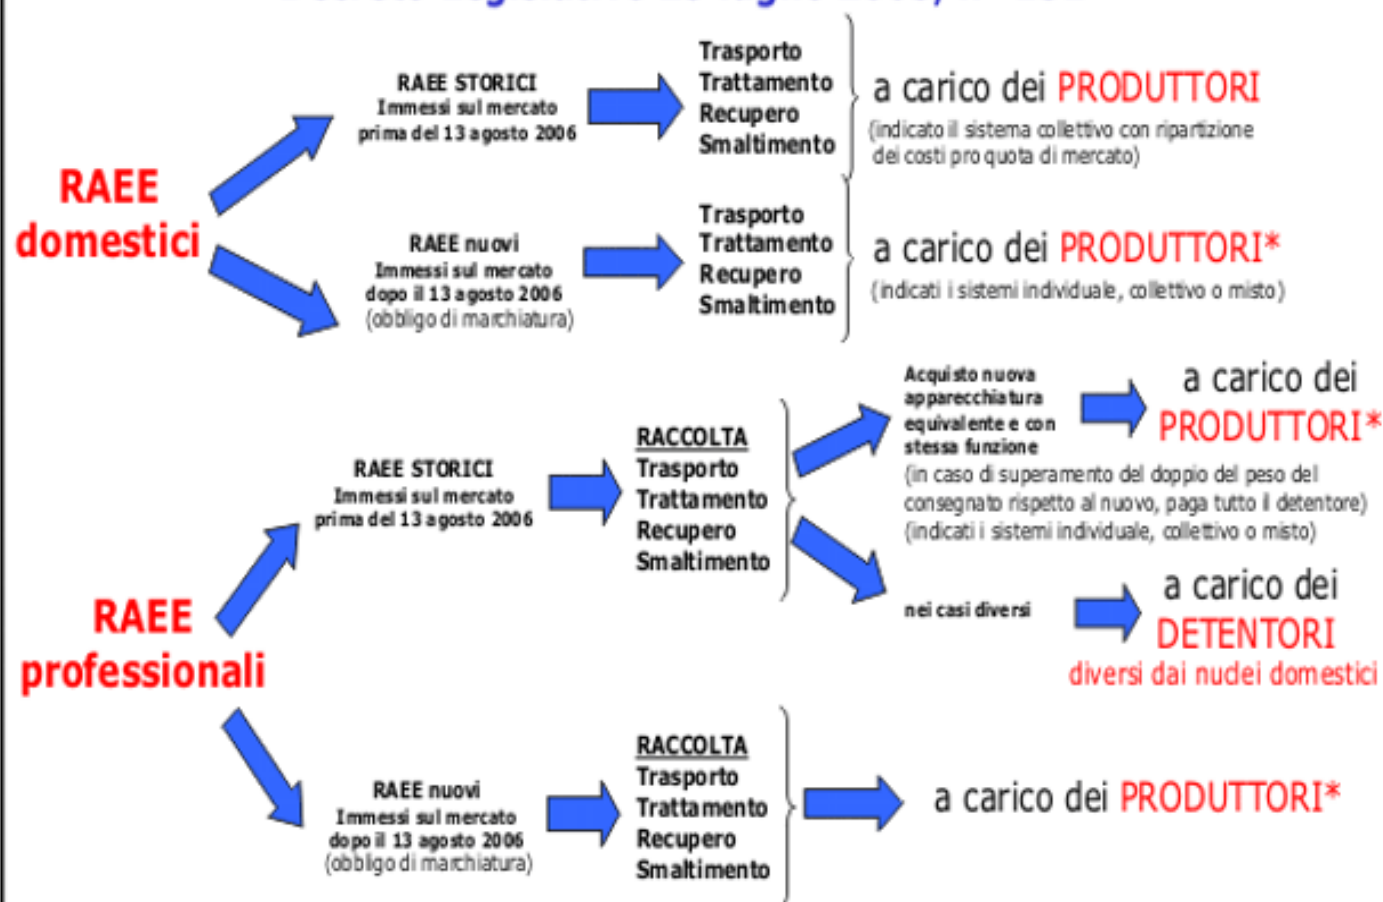 RAEE
domestici
RAEE STORICI
Immessi sul mercato
prima del 13 agosto 2006
Trasporto
Trattamento
Recupero
Smaltimento
a carico dei PRODUTTORI
(indicato il sistema collettivo con ripartizione
dei costi pro quota di mercato)
RAEE nuovi
Immessi sul mercato
dopo il 13 agosto 2006
(obbligo di marchiatura)
Trasporto
Trattamento
Recupero
Smaltimento
a carico dei PRODUTTORI*
(indicati i sistemi individuale, collettivo o misto)
RAEE
professionali
RAEE STORICI
Immessi sul mercato
prima del 13 agosto 2006
RACCOLTA
Trasporto
Trattamento
Recupero
Smaltimento
Acquisto nuova
apparecchiatura
equivalente e con
stessa funzione
a carico dei
PRODUTTORI*
(in caso di superamento del doppio del peso del
consegnato rispetto al nuovo, paga tutto il detentore)
(indicati i sistemi individuale, collettivo o misto)
nei casi diversi
a carico dei
DETENTORI
diversi dai nuclei domestici
RAEE nuovi
Immessi sul mercato
dopo il 13 agosto 2006
(obbligo di marchiatura)
RACCOLTA
Trasporto
Trattamento
Recupero
Smaltimento
a carico dei PRODUTTORI*